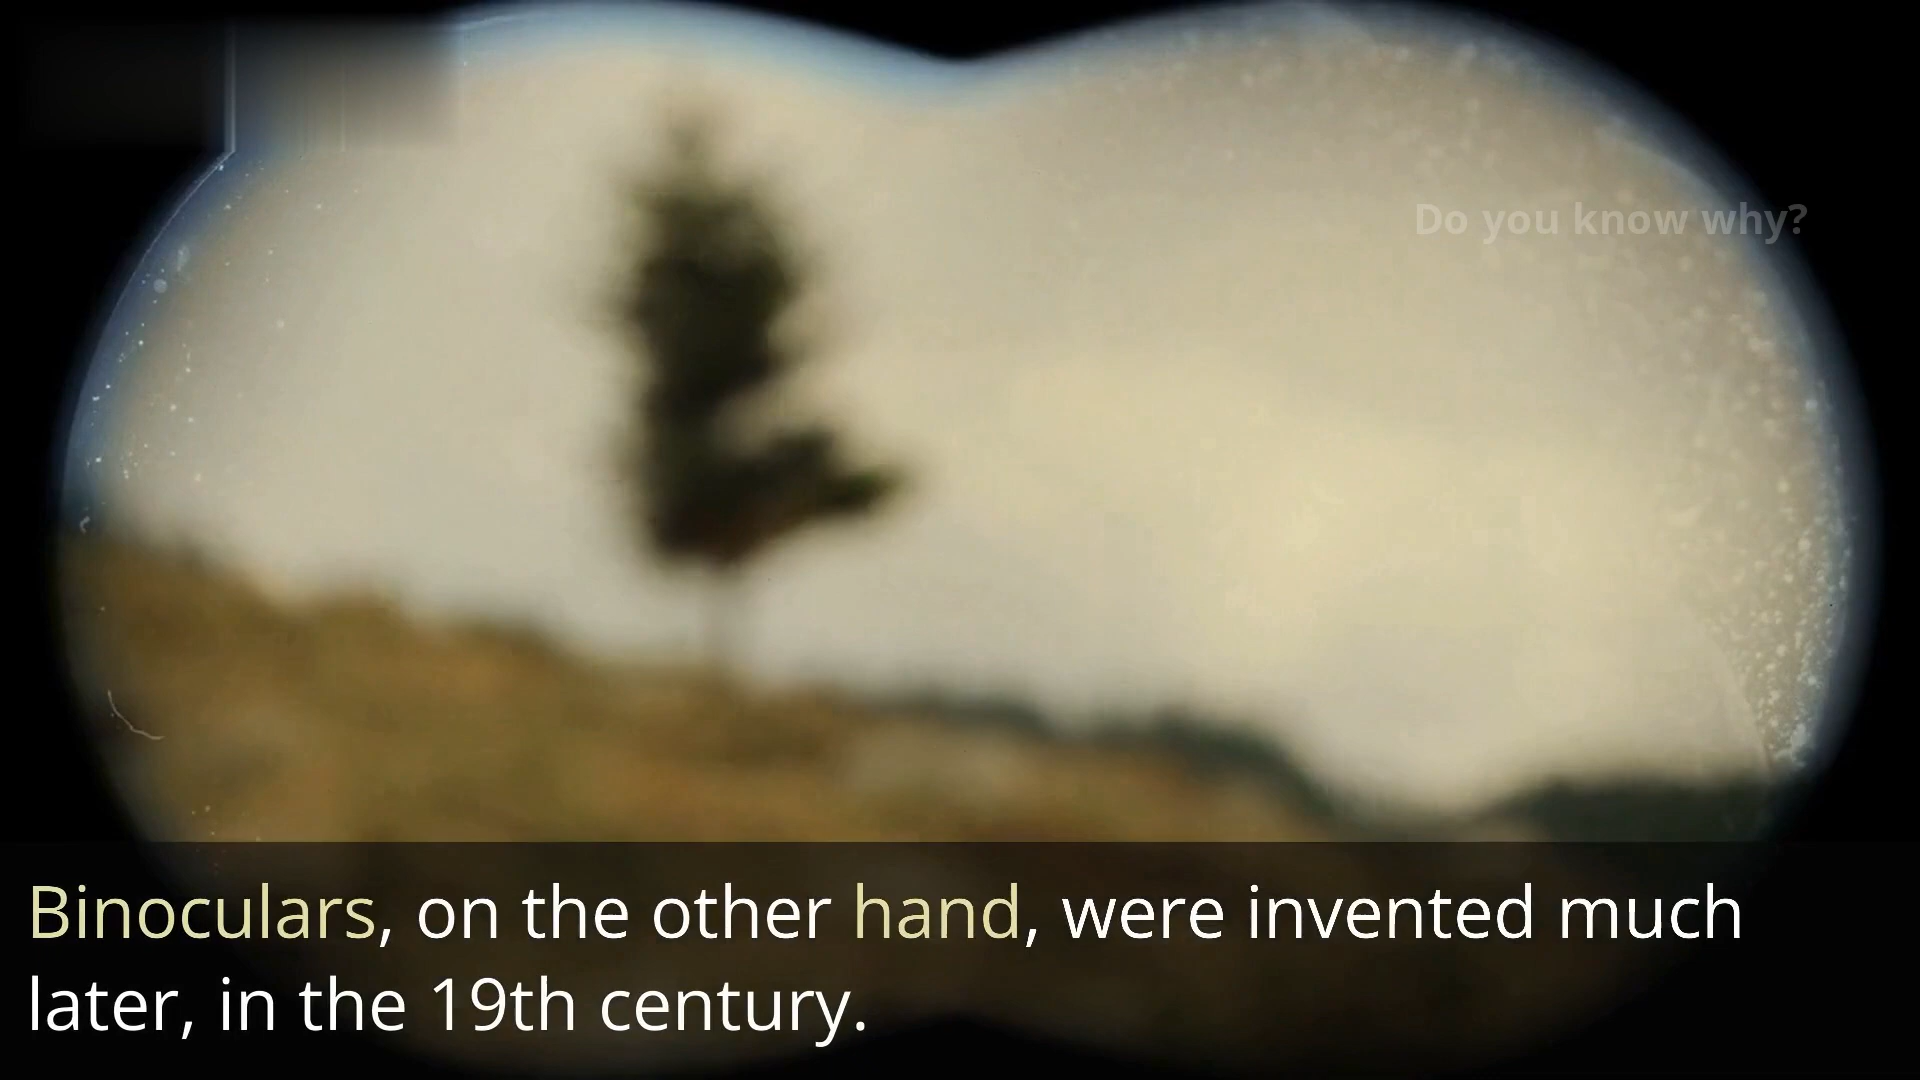 Do you know why?
Binoculars, on the other hand, were invented much
later, in the 19th century.